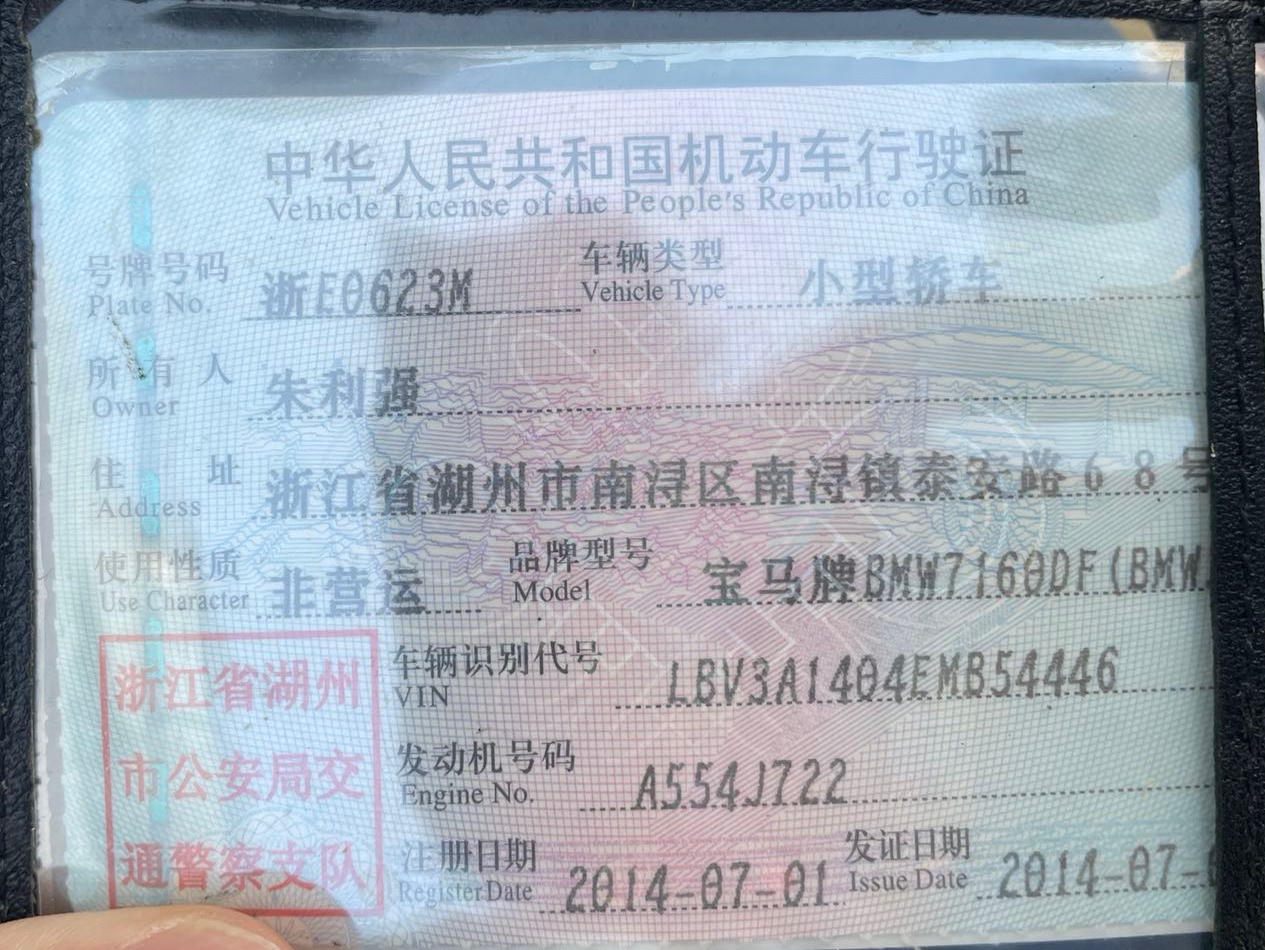 中华人民共和国机动车行驶证
Vehicle License of the People's Republic of China
号牌号码 浙E0623M 车辆类型 小型轿车
Plate No. Vehicle Type
所有人 朱利强
Owner
住址 浙江省湖州市南浔区南浔镇泰安路68号
Address
使用性质 非营运 品牌型号 宝马牌BMW7160DF(BMW
Use Character Model
浙江省湖州
市公安局交
通警察支队
车辆识别代号 LBV3A1404EMB54446
VIN
发动机号码 A554J722
Engine No.
注册日期 2014-07-01 发证日期 2014-07-
Register Date Issue Date